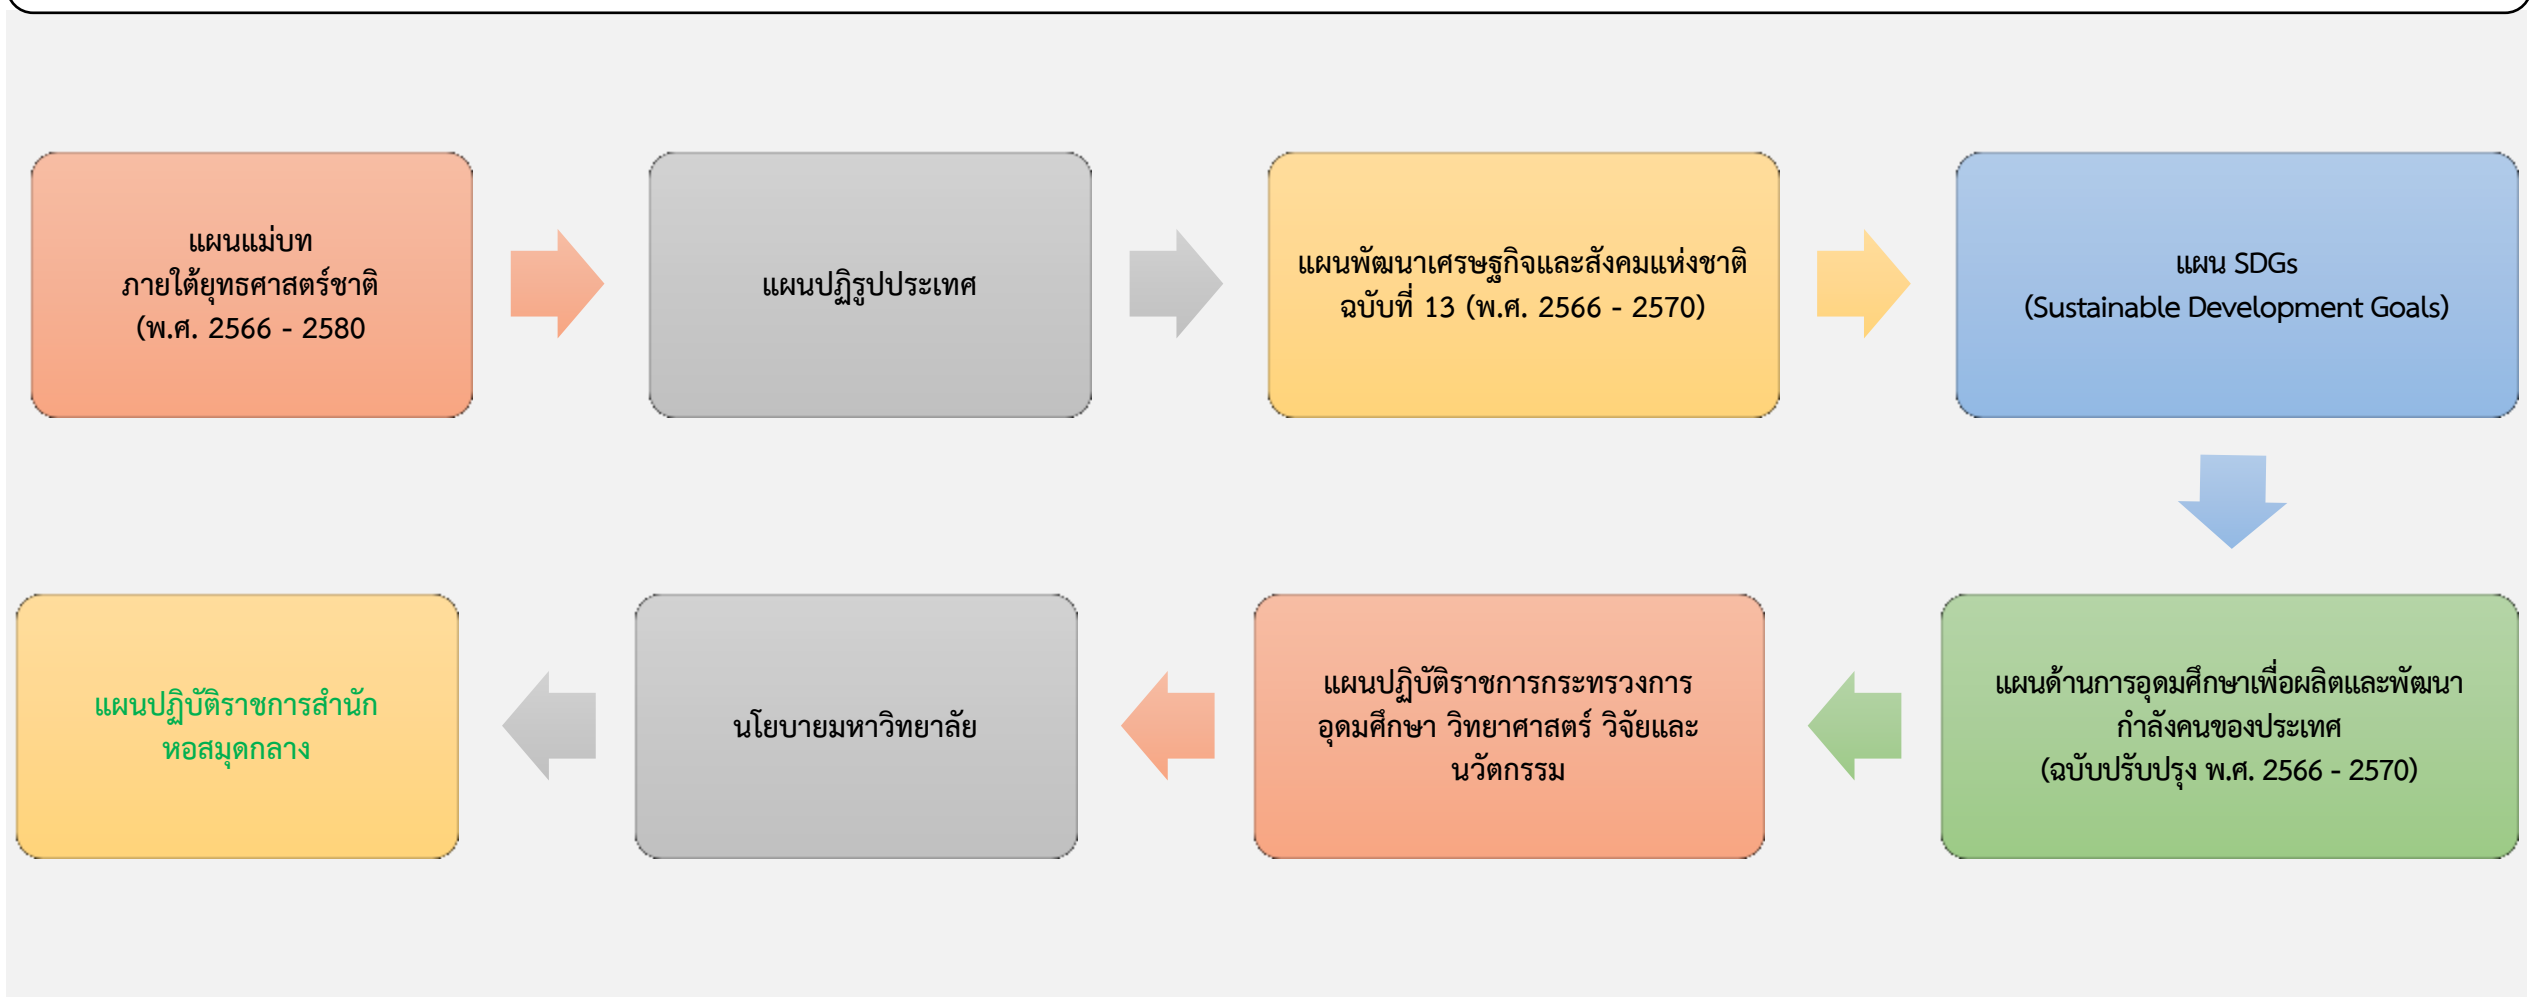 แผนแม่บท
ภายใต้ยุทธศาสตร์ชาติ
(พ.ศ. 2566 - 2580
แผนปฏิรูปประเทศ
แผนพัฒนาเศรษฐกิจและสังคมแห่งชาติ
ฉบับที่ 13 (พ.ศ. 2566 - 2570)
แผน SDGs
(Sustainable Development Goals)
แผนด้านการอุดมศึกษาเพื่อผลิตและพัฒนา
กำลังคนของประเทศ
(ฉบับปรับปรุง พ.ศ. 2566 - 2570)
แผนปฏิบัติราชการกระทรวงการ
อุดมศึกษา วิทยาศาสตร์ วิจัยและ
นวัตกรรม
นโยบายมหาวิทยาลัย
แผนปฏิบัติราชการสำนัก
หอสมุดกลาง